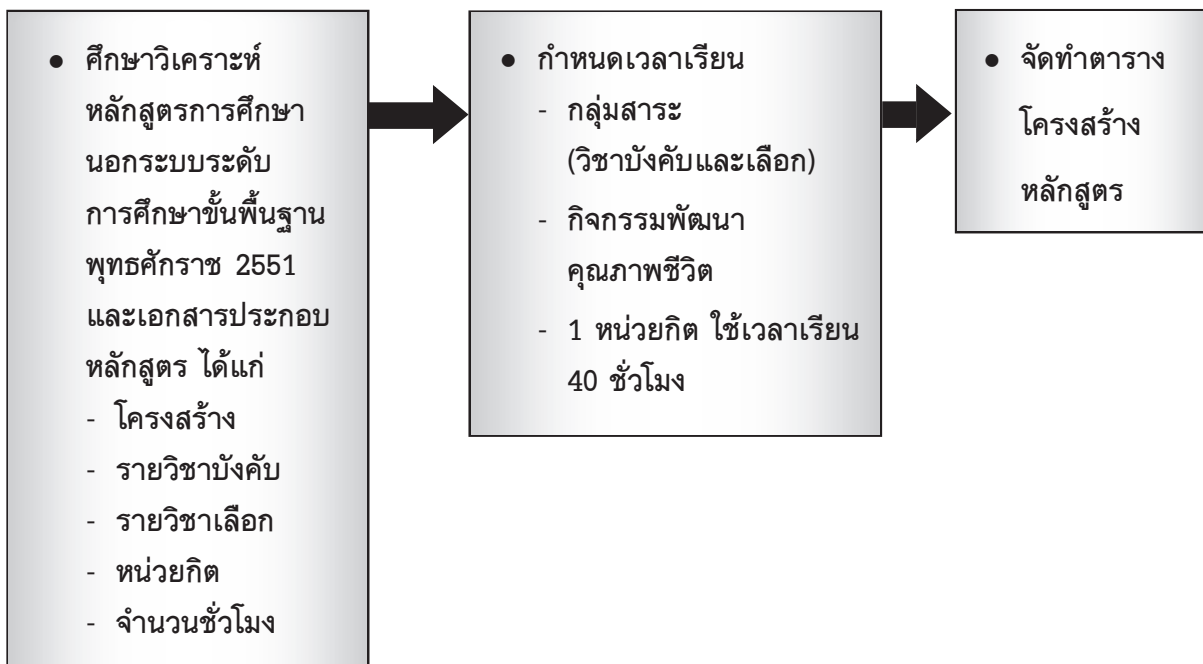 ● ศึกษาวิเคราะห์
หลักสูตรการศึกษา
นอกระบบระดับ
การศึกษาขั้นพื้นฐาน
พุทธศักราช 2551
และเอกสารประกอบ
หลักสูตร ได้แก่
- โครงสร้าง
- รายวิชาบังคับ
- รายวิชาเลือก
- หน่วยกิต
- จำนวนชั่วโมง
● กำหนดเวลาเรียน
- กลุ่มสาระ
(วิชาบังคับและเลือก)
- กิจกรรมพัฒนา
คุณภาพชีวิต
- 1 หน่วยกิต ใช้เวลาเรียน
40 ชั่วโมง
● จัดทำตาราง
โครงสร้าง
หลักสูตร